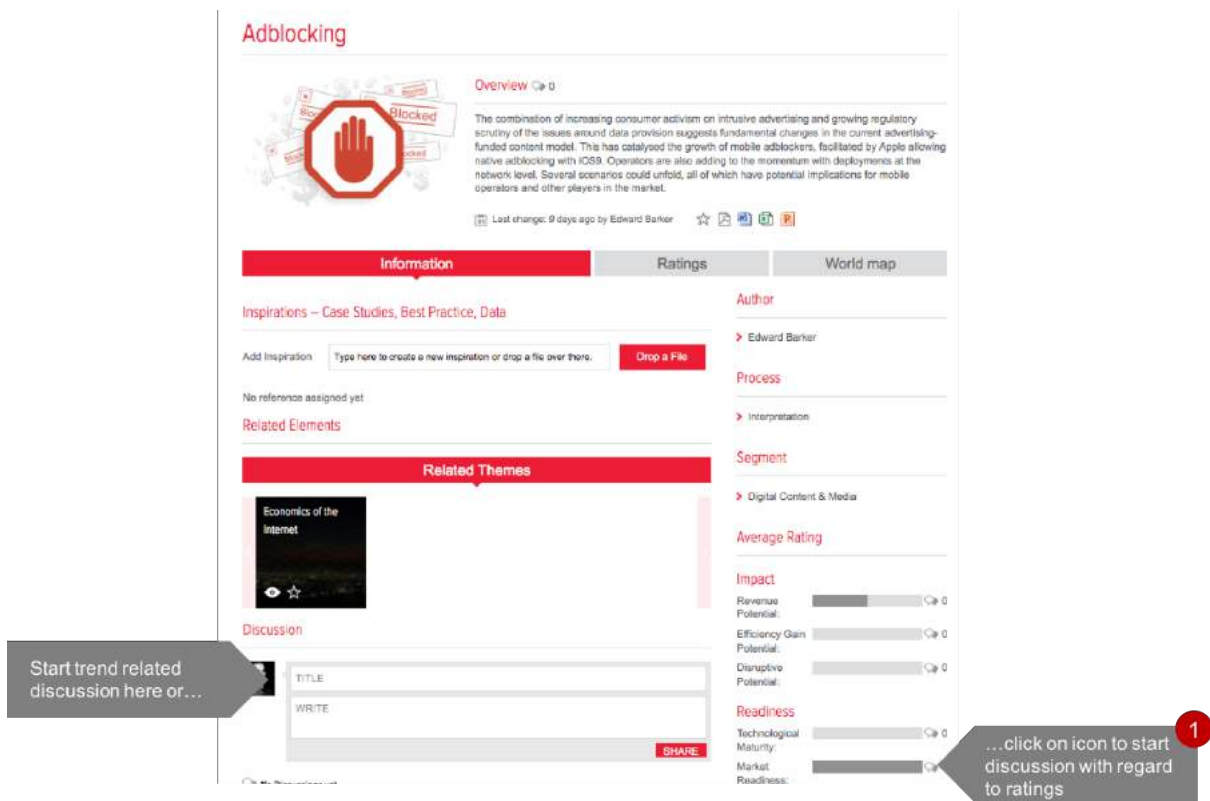 Adblocking
Blocked
Overview 0
The combination of increasing consumer activism on intrusive advertising and growing regulatory
scrutiny of the issues around data provision suggests fundamental changes in the current advertising-
funded content model. This has catalysed the growth of mobile adblockers, facilitated by Apple allowing
native adblocking with iOS9. Operators are also adding to the momentum with deployments at the
network level. Several scenarios could unfold, all of which have potential implications for mobile
operators and other players in the market.
Last change: 9 days ago by Edward Barker
Information
Ratings
World map
Inspirations – Case Studies, Best Practice, Data
Add Inspiration
Type here to create a new inspiration or drop a file over there.
Drop a File
No reference assigned yet
Related Elements
Related Themes
Economics of the
Internet
Discussion
Start trend related
discussion here or…
TITLE
WRITE
SHARE
Author
Edward Barker
Process
Interpretation
Segment
Digital Content & Media
Average Rating
Impact
Revenue 0
Potential:
Efficiency Gain 0
Potential:
Disruptive 0
Potential:
Readiness
Technological 0
Maturity:
Market
Readiness:
1
…click on icon to start
discussion with regard
to ratings